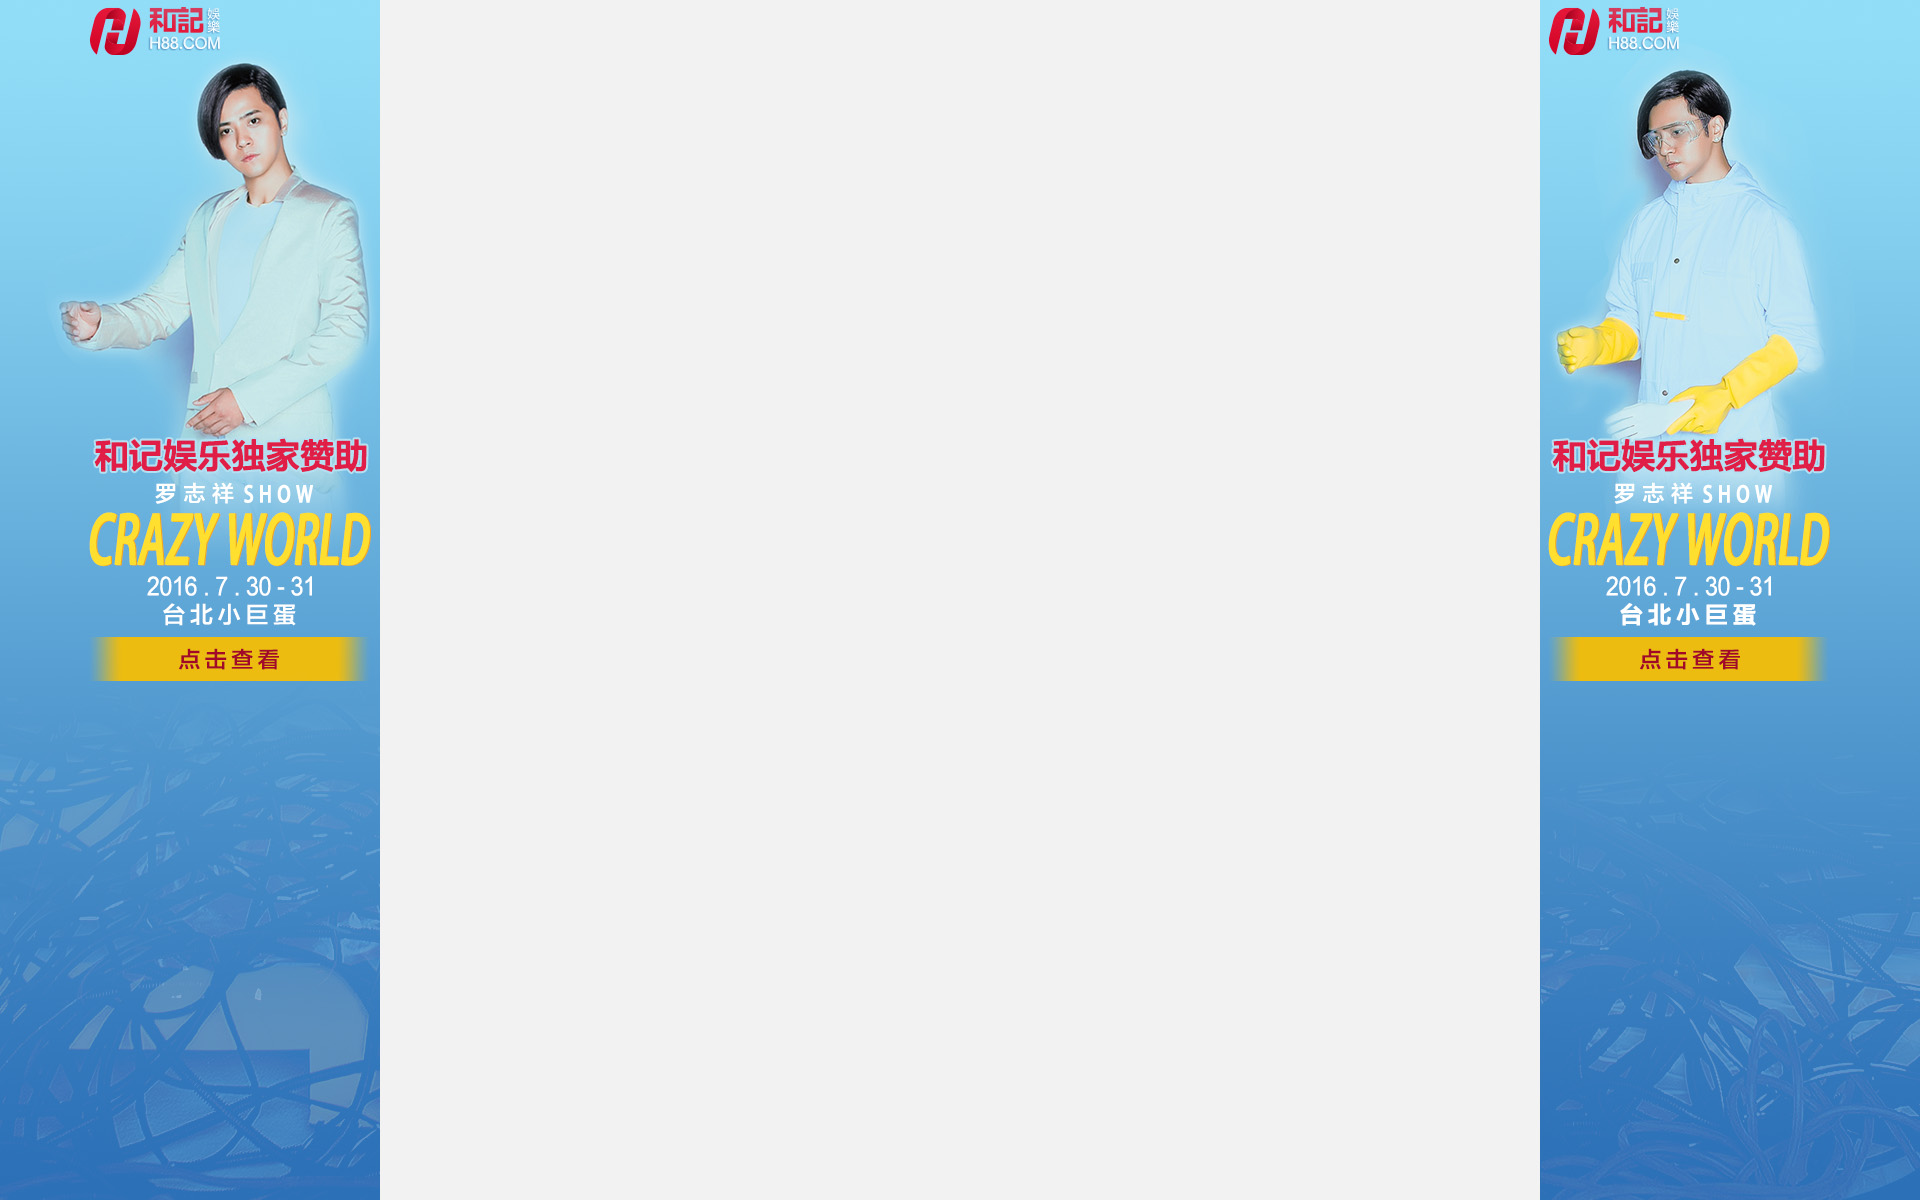 和記 娛樂
H88.COM
和记娱乐独家赞助
罗志祥 SHOW
CRAZY WORLD
2016 . 7 . 30 - 31
台北小巨蛋
点击查看
和記 娛樂
H88.COM
和记娱乐独家赞助
罗志祥 SHOW
CRAZY WORLD
2016 . 7 . 30 - 31
台北小巨蛋
点击查看